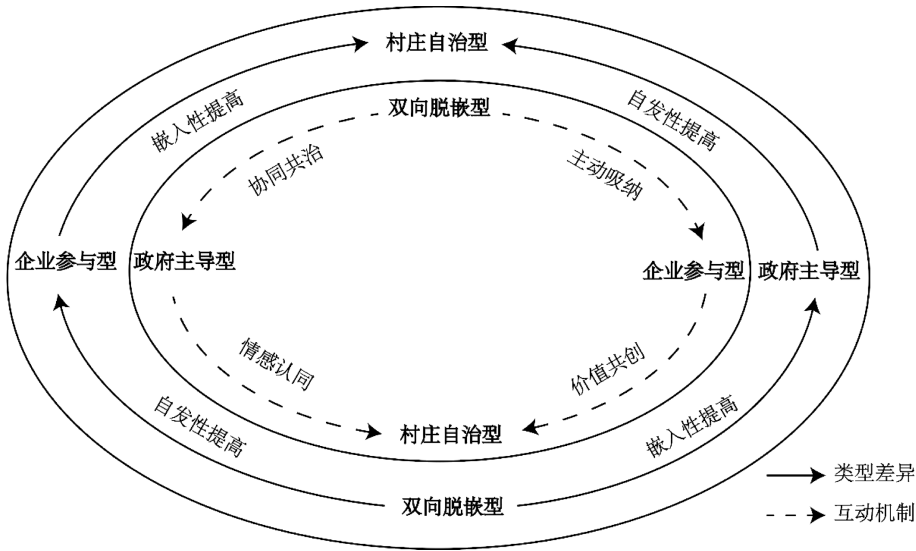 村庄自治型
嵌入性提高
双向脱嵌型
自发性提高
协同共治
主动吸纳
企业参与型
政府主导型
企业参与型
政府主导型
情感认同
价值共创
自发性提高
村庄自治型
嵌入性提高
双向脱嵌型
类型差异
互动机制